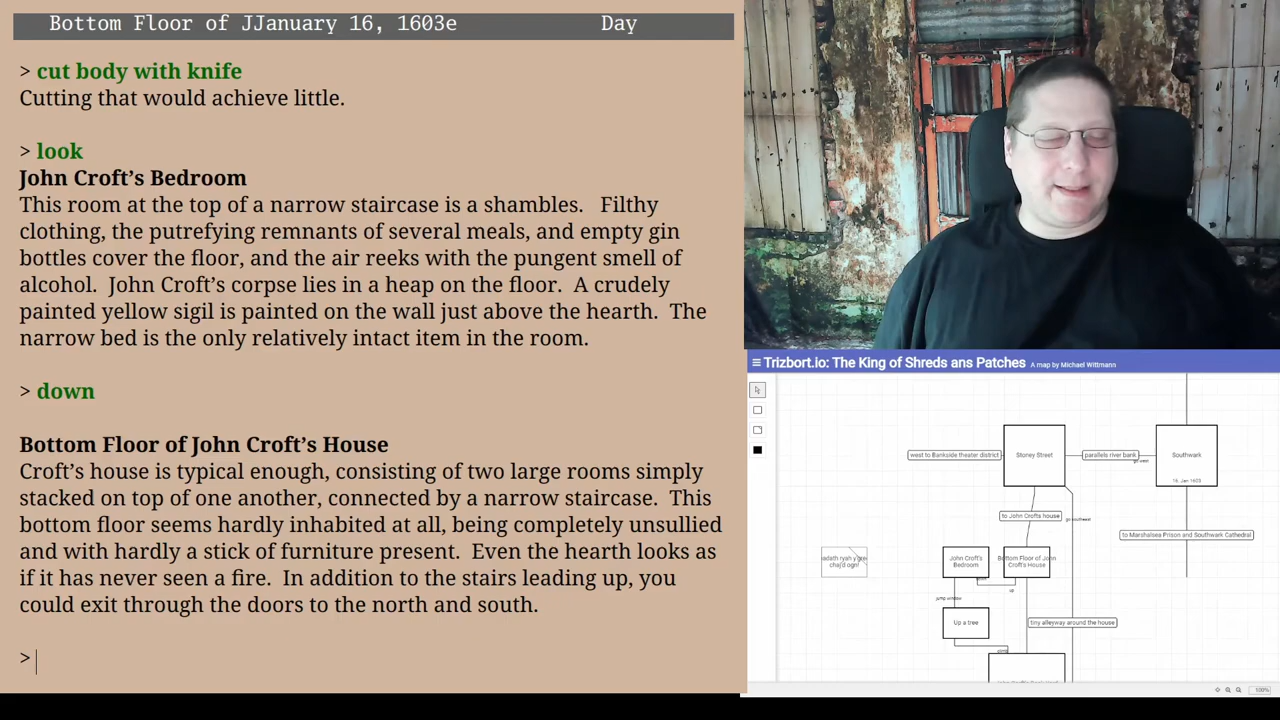 Bottom Floor of JJanuary 16, 1603e Day
> cut body with knife
Cutting that would achieve little.
> look
John Croft’s Bedroom
This room at the top of a narrow staircase is a shambles. Filthy
clothing, the putrefying remnants of several meals, and empty gin
bottles cover the floor, and the air reeks with the pungent smell of
alcohol. John Croft’s corpse lies in a heap on the floor. A crudely
painted yellow sigil is painted on the wall just above the hearth. The
narrow bed is the only relatively intact item in the room.
> down
Bottom Floor of John Croft’s House
Croft’s house is typical enough, consisting of two large rooms simply
stacked on top of one another, connected by a narrow staircase. This
bottom floor seems hardly inhabited at all, being completely unsullied
and with hardly a stick of furniture present. Even the hearth looks as
if it has never seen a fire. In addition to the stairs leading up, you
could exit through the doors to the north and south.
>
Trizbort.io: The King of Shreds ans Patches A map by Michael Wittmann
west to Bankside theater district
Stoney Street
parallels river bank
go west
Southwark
16. Jan 1603
to John Crofts house
go southwest
to Marshalsea Prison and Southwark Cathedral
John Croft's
Bedroom
Bottom Floor of John
Croft's House
up
jump window
Up a tree
tiny alleyway around the house
100%